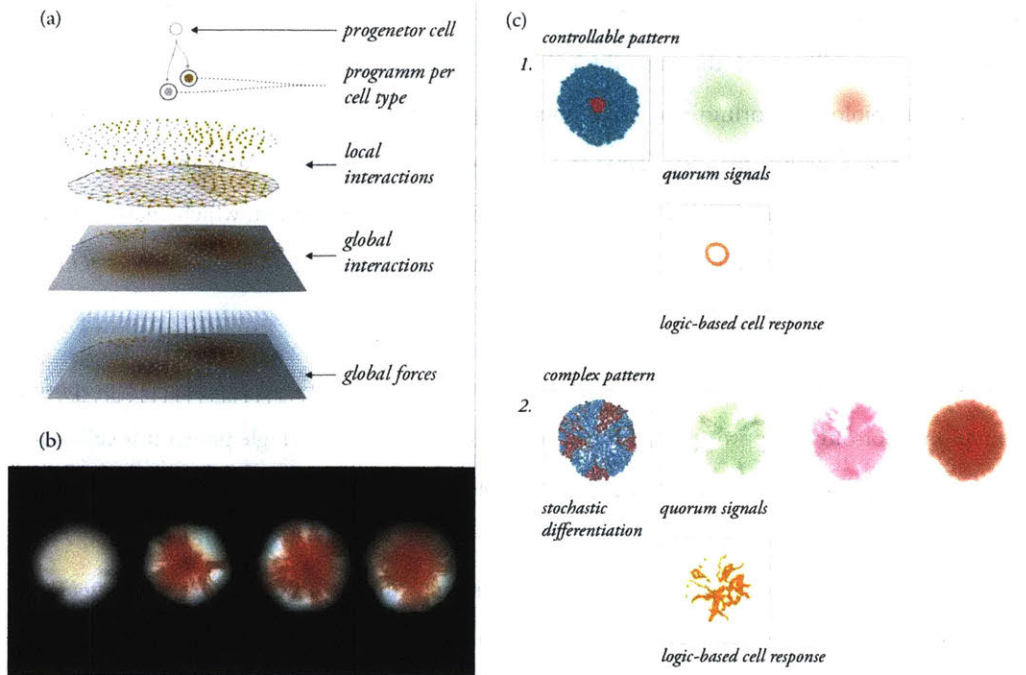 (a)
progenetor cell
programm per
cell type
local
interactions
global
interactions
global forces
(b)
(c)
controllable pattern
1.
quorum signals
logic-based cell response
complex pattern
2.
stochastic
differentiation
quorum signals
logic-based cell response